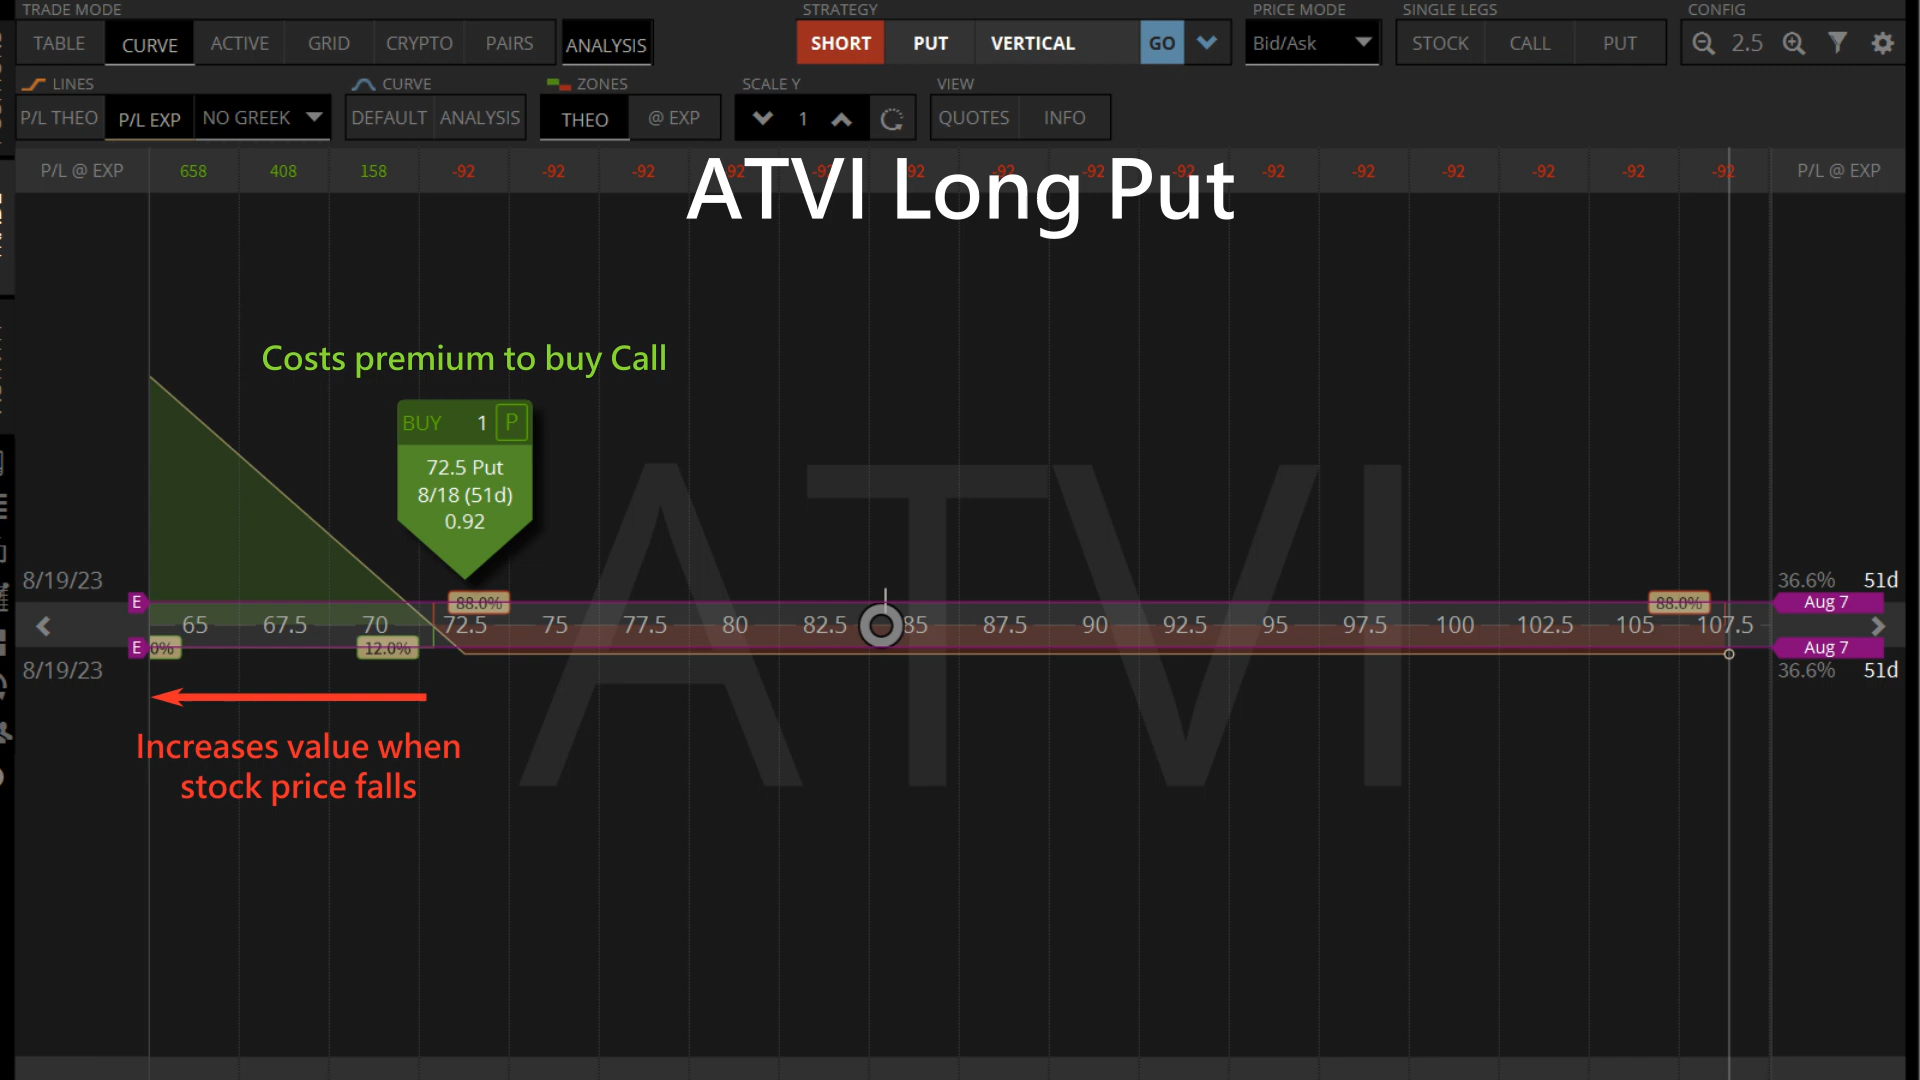 TRADE MODE
STRATEGY
PRICE MODE
SINGLE LEGS
CONFIG
TABLE CURVE ACTIVE GRID CRYPTO PAIRS ANALYSIS
SHORT PUT VERTICAL GO
Bid/Ask
STOCK CALL PUT
2.5
LINES
CURVE
ZONES
SCALE Y
VIEW
P/L THEO P/L EXP NO GREEK
DEFAULT ANALYSIS
THEO @ EXP
1
QUOTES INFO
P/L @ EXP 658 408 158 -92 -92 -92 -92 -92 -92 -92 -92 -92 -92 -92 -92 -92 -92 -92 P/L @ EXP
ATVI Long Put
Costs premium to buy Call
BUY 1 P
72.5 Put
8/18 (51d)
0.92
ATVI
8/19/23
36.6% 51d
E
88.0%
88.0%
Aug 7
65 67.5 70 72.5 75 77.5 80 82.5 85 87.5 90 92.5 95 97.5 100 102.5 105 107.5
E
0%
12.0%
Aug 7
8/19/23
36.6% 51d
Increases value when
stock price falls